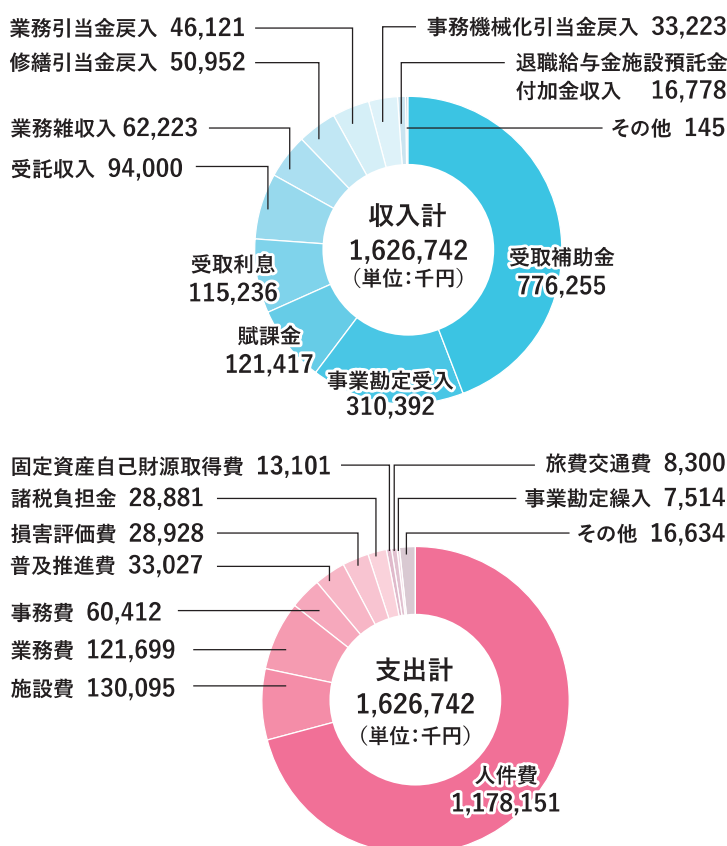 業務引当金戻入 46,121
事務機械化引当金戻入 33,223
修繕引当金戻入 50,952
退職給与金施設預託金
付加金収入 16,778
業務雑収入 62,223
その他 145
受託収入 94,000
収入計
1,626,742
(単位:千円)
受取補助金
776,255
受取利息
115,236
賦課金
121,417
事業勘定受入
310,392
固定資産自己財源取得費 13,101
旅費交通費 8,300
諸税負担金 28,881
事業勘定繰入 7,514
損害評価費 28,928
その他 16,634
普及推進費 33,027
事務費 60,412
業務費 121,699
施設費 130,095
支出計
1,626,742
(単位:千円)
人件費
1,178,151